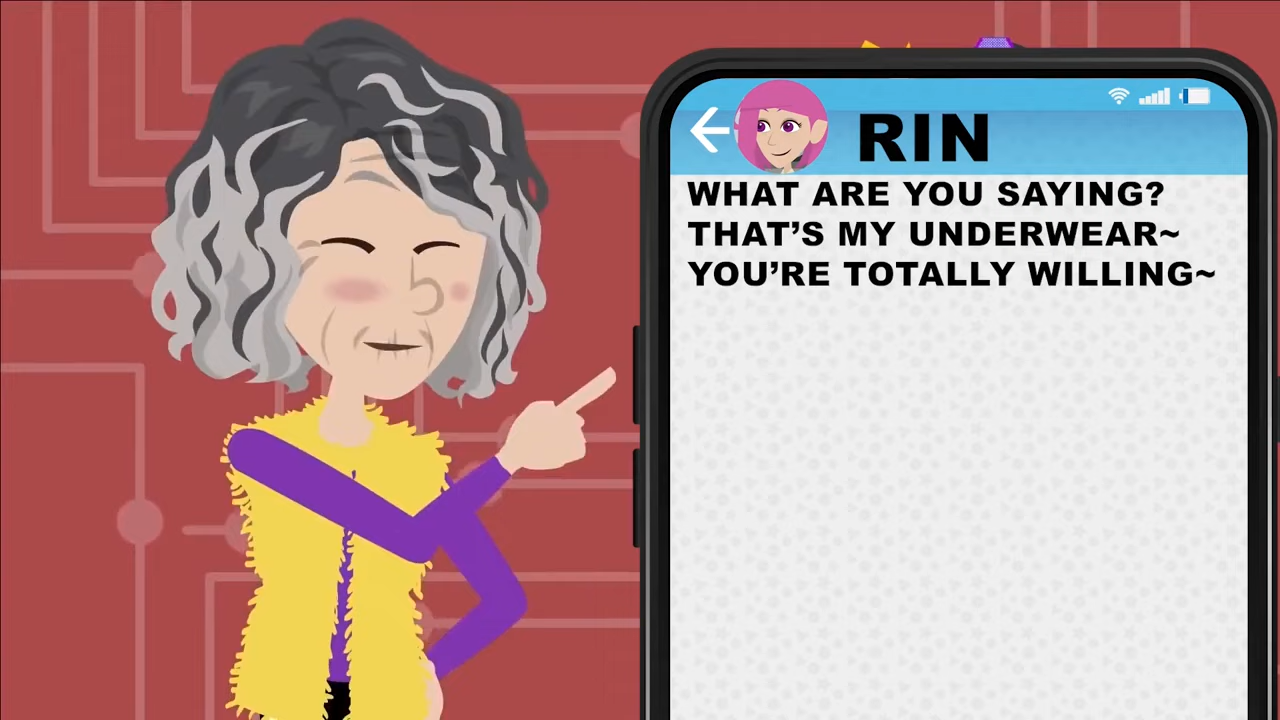 RIN
WHAT ARE YOU SAYING?
THAT’S MY UNDERWEAR~
YOU’RE TOTALLY WILLING~